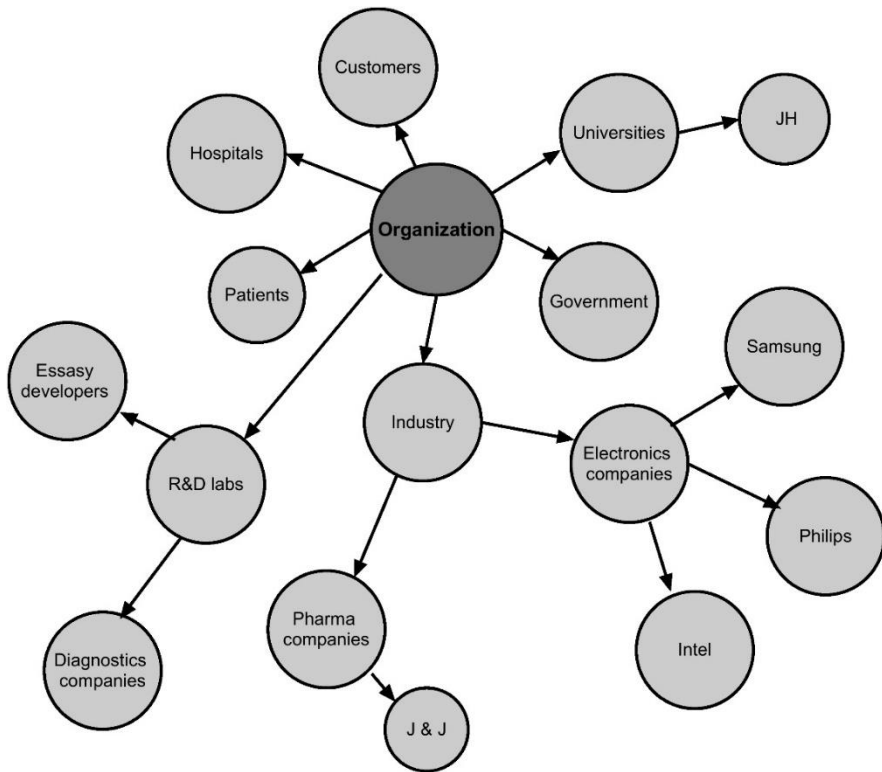 Customers
Universities
JH
Hospitals
Organization
Patients
Government
Samsung
Essasy
developers
Industry
Electronics
companies
R&D labs
Philips
Pharma
companies
Intel
Diagnostics
companies
J & J